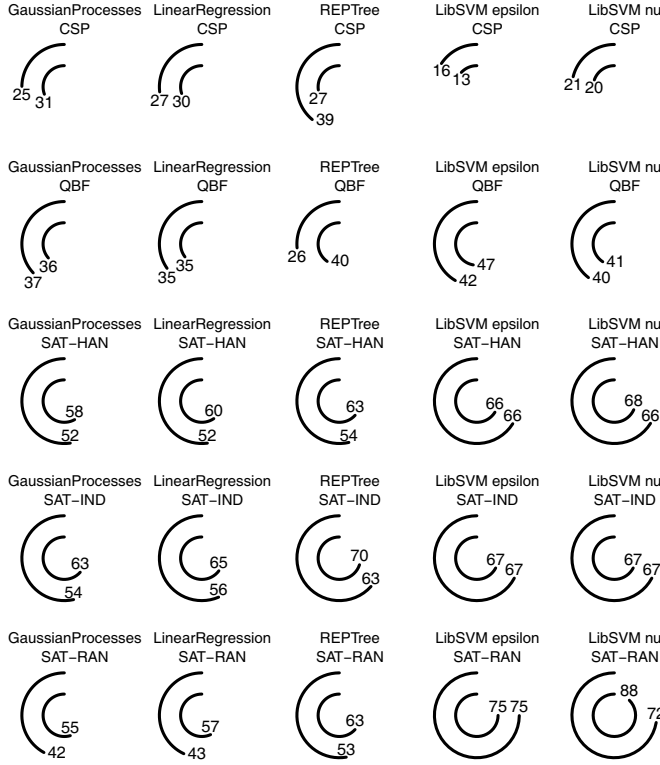 GaussianProcesses LinearRegression REPTree LibSVM epsilon LibSVM nu
CSP CSP CSP CSP CSP
25 31 27 30 27 39 16 13 21 20
GaussianProcesses LinearRegression REPTree LibSVM epsilon LibSVM nu
QBF QBF QBF QBF QBF
37 36 35 35 26 40 42 47 40 41
GaussianProcesses LinearRegression REPTree LibSVM epsilon LibSVM nu
SAT−HAN SAT−HAN SAT−HAN SAT−HAN SAT−HAN
58 60 63 66 66 68 66
52 52 54
GaussianProcesses LinearRegression REPTree LibSVM epsilon LibSVM nu
SAT−IND SAT−IND SAT−IND SAT−IND SAT−IND
63 65 70 67 67 67 67
54 56 63
GaussianProcesses LinearRegression REPTree LibSVM epsilon LibSVM nu
SAT−RAN SAT−RAN SAT−RAN SAT−RAN SAT−RAN
55 57 63 75 75 88 72
42 43 53